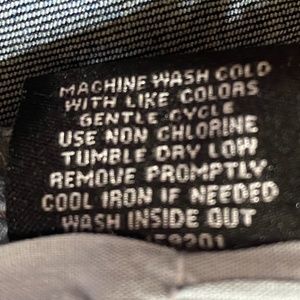 MACHINE WASH COLD
WITH LIKE COLORS
GENTLE CYCLE
USE NON CHLORINE
TUMBLE DRY LOW
REMOVE PROMPTLY
COOL IRON IF NEEDED
WASH INSIDE OUT